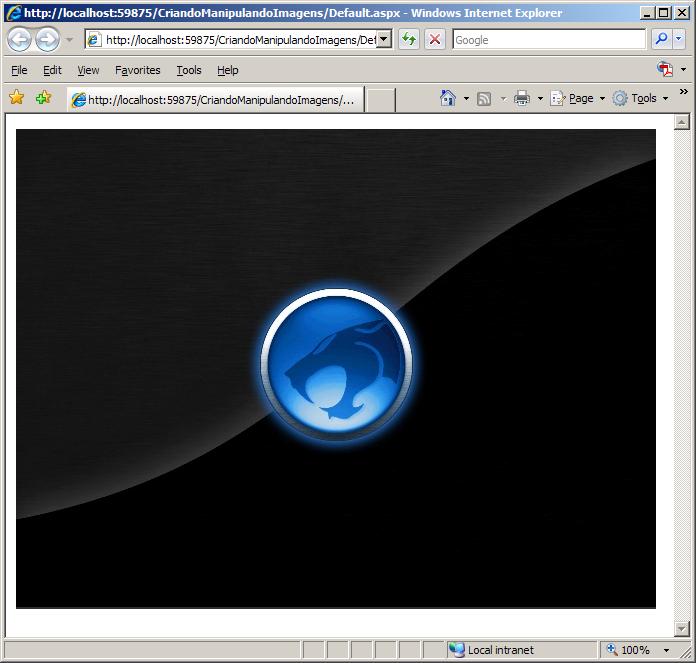 http://localhost:59875/CriandoManipulandoImagens/Default.aspx - Windows Internet Explorer
http://localhost:59875/CriandoManipulandoImagens/Def
Google
File Edit View Favorites Tools Help
http://localhost:59875/CriandoManipulandoImagens/...
Page Tools »
Local intranet 100%